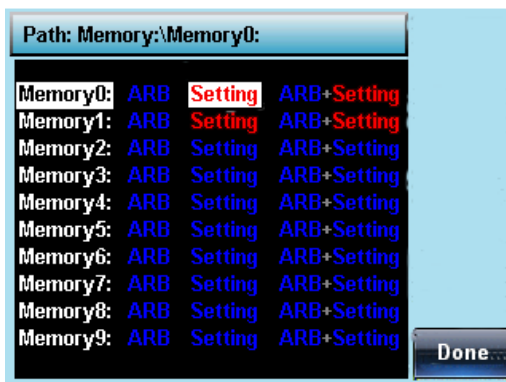 Path: Memory:\Memory0:
Memory0: ARB Setting ARB+Setting
Memory1: ARB Setting ARB+Setting
Memory2: ARB Setting ARB+Setting
Memory3: ARB Setting ARB+Setting
Memory4: ARB Setting ARB+Setting
Memory5: ARB Setting ARB+Setting
Memory6: ARB Setting ARB+Setting
Memory7: ARB Setting ARB+Setting
Memory8: ARB Setting ARB+Setting
Memory9: ARB Setting ARB+Setting
Done